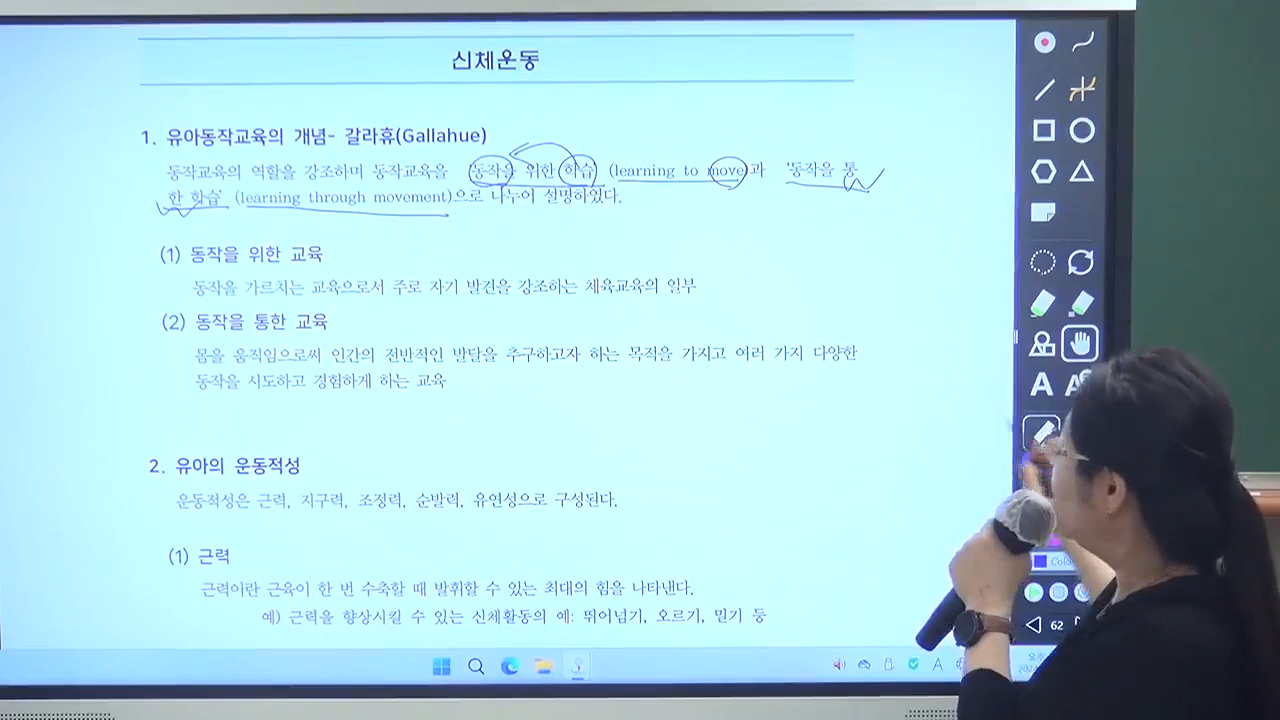 신체운동
1. 유아동작교육의 개념- 갈라휴(Gallahue)
동작교육의 역할을 강조하며 동작교육을 '동작을 위한 학습' (learning to move)과 '동작을 통
한 학습' (learning through movement)으로 나누어 설명하였다.
(1) 동작을 위한 교육
동작을 가르치는 교육으로서 주로 자기 발견을 강조하는 체육교육의 일부
(2) 동작을 통한 교육
몸을 움직임으로써 인간의 전반적인 발달을 추구하고자 하는 목적을 가지고 여러 가지 다양한
동작을 시도하고 경험하게 하는 교육
2. 유아의 운동적성
운동적성은 근력, 지구력, 조정력, 순발력, 유연성으로 구성된다.
(1) 근력
근력이란 근육이 한 번 수축할 때 발휘할 수 있는 최대의 힘을 나타낸다.
예) 근력을 향상시킬 수 있는 신체활동의 예: 뛰어넘기, 오르기, 밀기 등
A
62
A